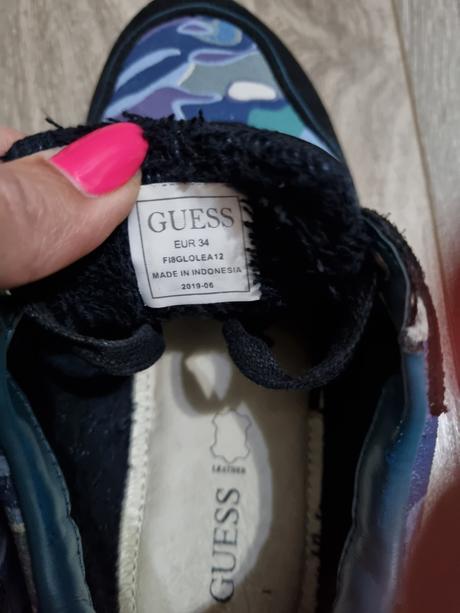 GUESS
EUR 34
FI8GLOLEA12
MADE IN INDONESIA
2019-06
LEATHER
GUESS